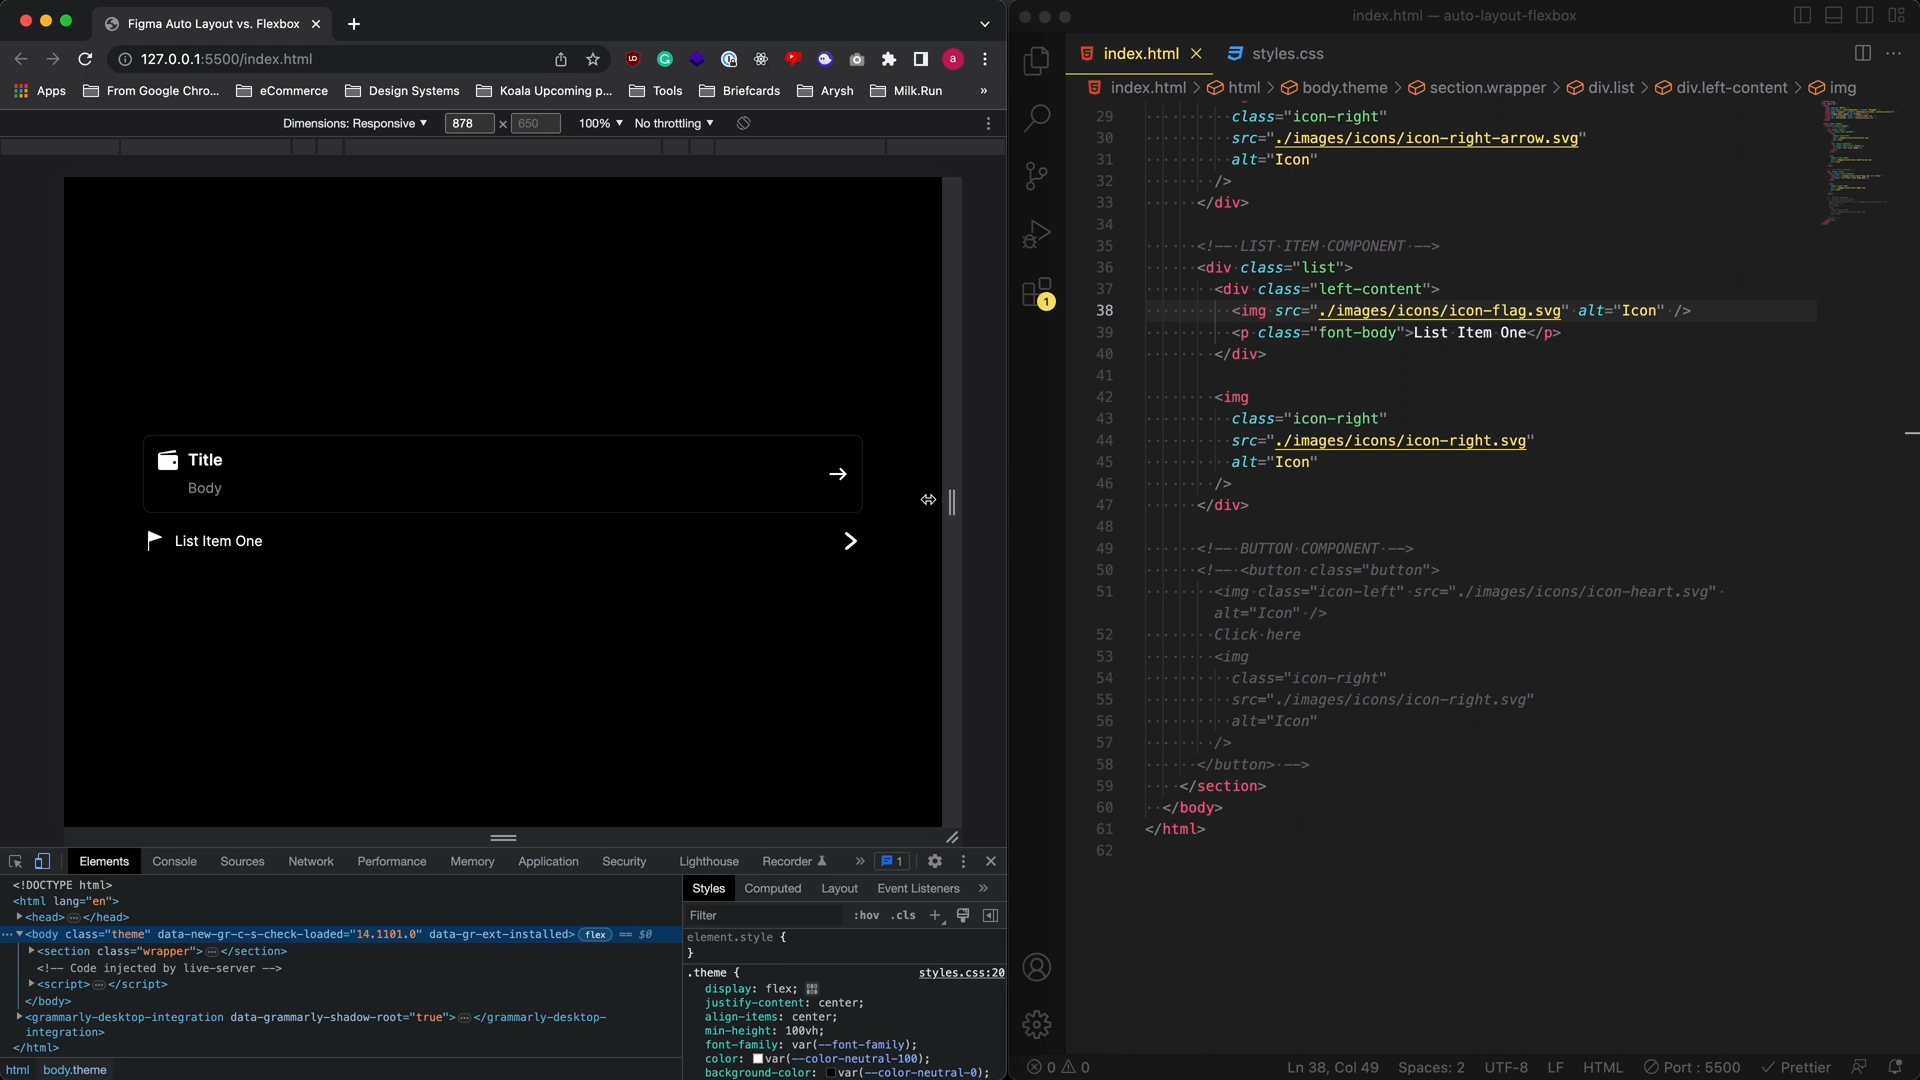 Figma Auto Layout vs. Flexbox
127.0.0.1:5500/index.html
Apps
From Google Chro...
eCommerce
Design Systems
Koala Upcoming p...
Tools
Briefcards
Arysh
Milk.Run
»
Dimensions: Responsive
878
×
650
100%
No throttling
Title
Body
List Item One
Elements
Console
Sources
Network
Performance
Memory
Application
Security
Lighthouse
Recorder
»
1
<!DOCTYPE html>
<html lang="en">
<head>…</head>
<body class="theme" data-new-gr-c-s-check-loaded="14.1101.0" data-gr-ext-installed> flex == $0
<section class="wrapper">…</section>
<!-- Code injected by live-server -->
<script>…</script>
</body>
<grammarly-desktop-integration data-grammarly-shadow-root="true">…</grammarly-desktop-
integration>
</html>
html body.theme
Styles
Computed
Layout
Event Listeners
»
Filter
:hov .cls +
element.style {
}
.theme { styles.css:20
display: flex;
justify-content: center;
align-items: center;
min-height: 100vh;
font-family: var(--font-family);
color: var(--color-neutral-100);
background-color: var(--color-neutral-0);
index.html — auto-layout-flexbox
index.html
styles.css
index.html > html > body.theme > section.wrapper > div.list > div.left-content > img
29 class="icon-right"
30 src="./images/icons/icon-right-arrow.svg"
31 alt="Icon"
32 />
33 </div>
34
35 <!-- LIST ITEM COMPONENT -->
36 <div class="list">
37 <div class="left-content">
38 <img src="./images/icons/icon-flag.svg" alt="Icon" />
39 <p class="font-body">List Item One</p>
40 </div>
41
42 <img
43 class="icon-right"
44 src="./images/icons/icon-right.svg"
45 alt="Icon"
46 />
47 </div>
48
49 <!-- BUTTON COMPONENT -->
50 <!-- <button class="button">
51 <img class="icon-left" src="./images/icons/icon-heart.svg"
alt="Icon" />
52 Click here
53 <img
54 class="icon-right"
55 src="./images/icons/icon-right.svg"
56 alt="Icon"
57 />
58 </button> -->
59 </section>
60 </body>
61 </html>
62
1
0 0
Ln 38, Col 49
Spaces: 2
UTF-8
LF
HTML
Port : 5500
Prettier